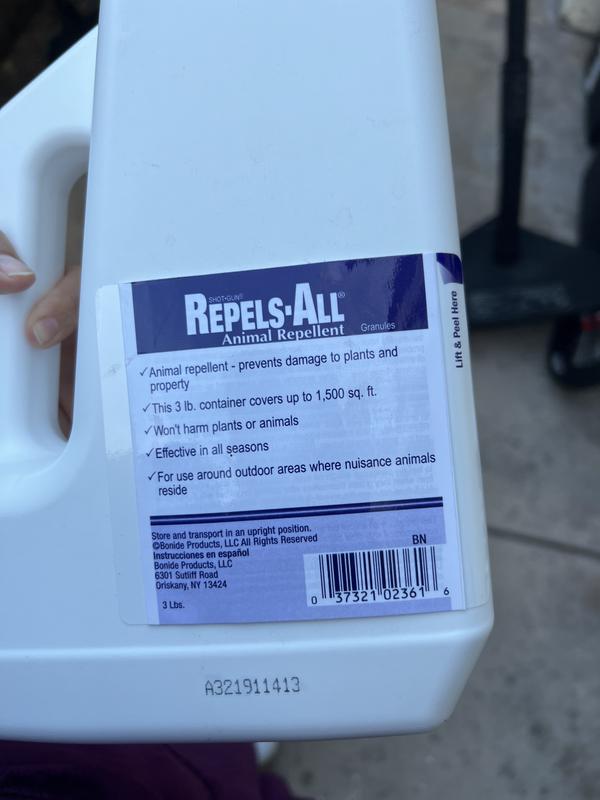 SHOT-GUN®
REPELS·ALL®
Animal Repellent Granules
✓Animal repellent - prevents damage to plants and
property
✓This 3 lb. container covers up to 1,500 sq. ft.
✓Won't harm plants or animals
✓Effective in all seasons
✓For use around outdoor areas where nuisance animals
reside
Lift & Peel Here
Store and transport in an upright position.
©Bonide Products, LLC All Rights Reserved
Instrucciones en español
Bonide Products, LLC
6301 Sutliff Road
Oriskany, NY 13424
3 Lbs.
BN
0 37321 02361 6
A321911413